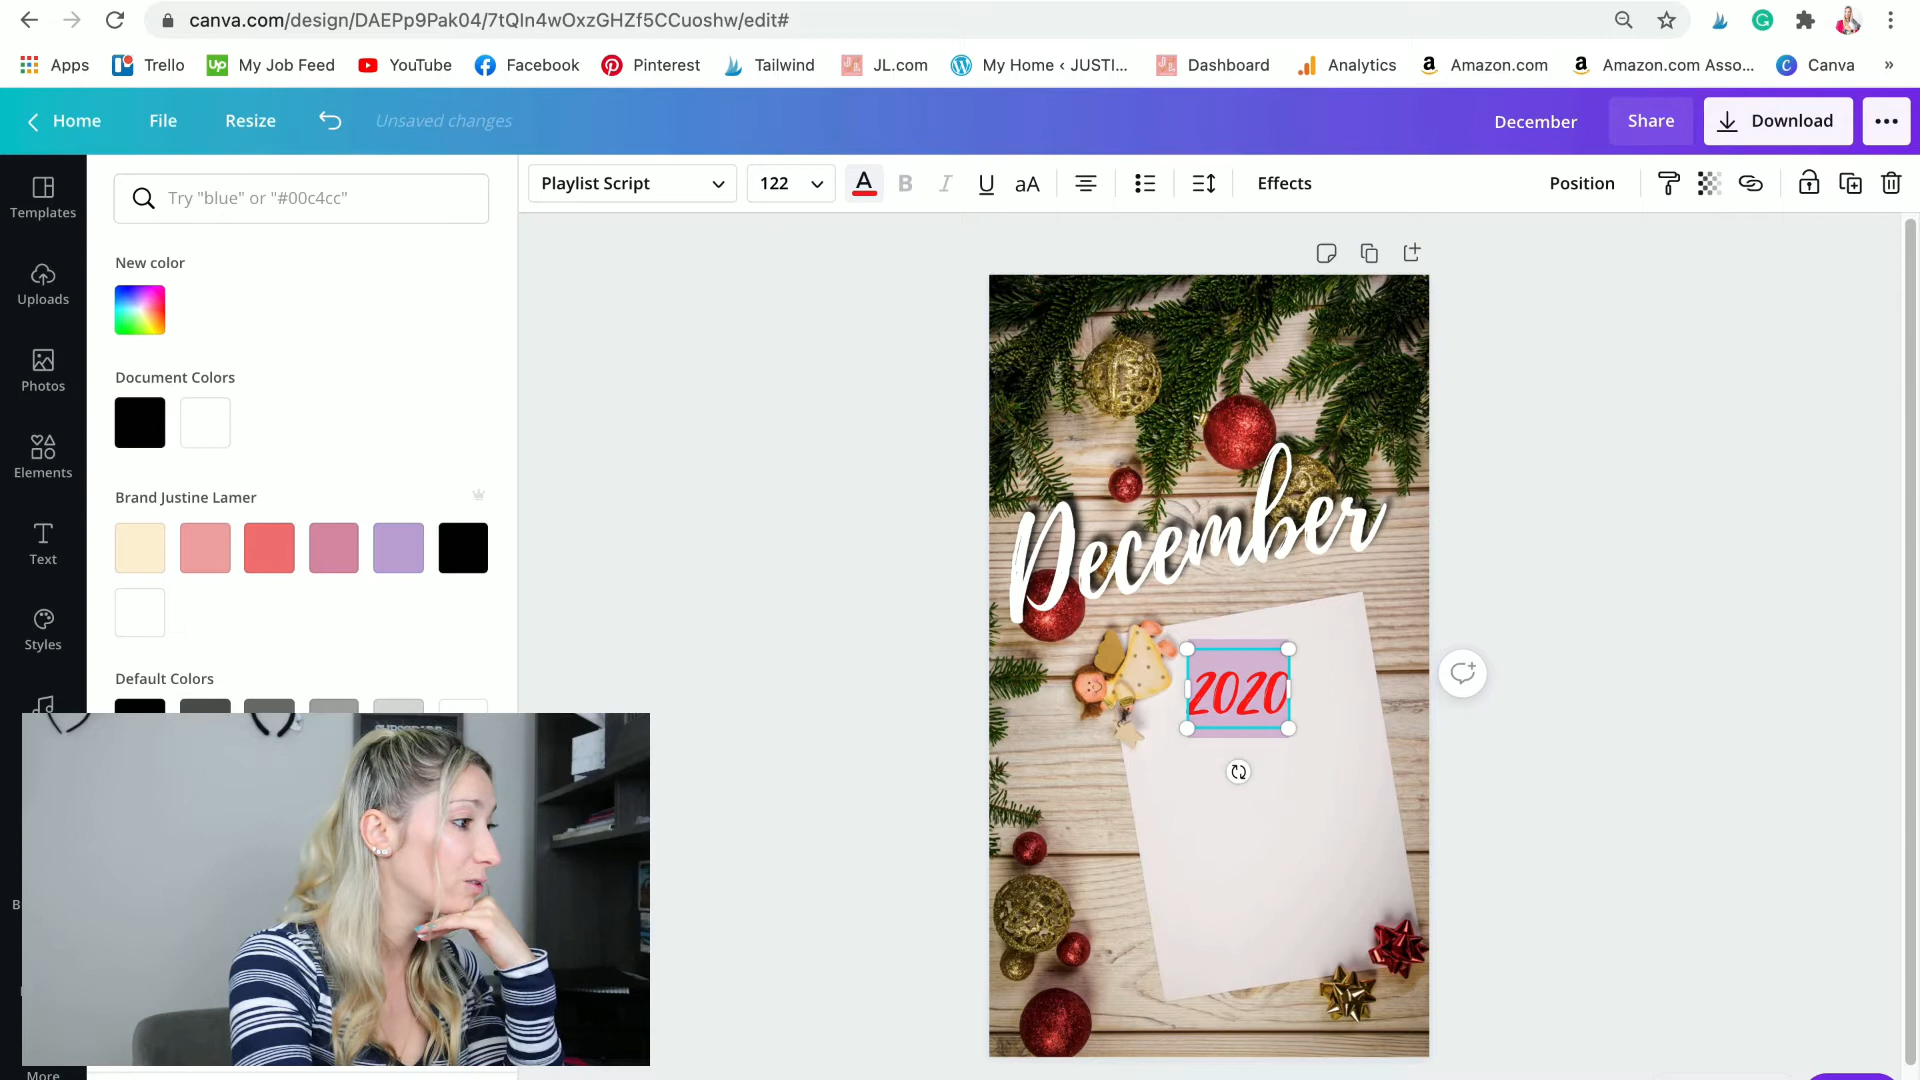 canva.com/design/DAEPp9Pak04/7tQIn4wOxzGHZf5CCuoshw/edit#
Apps Trello My Job Feed YouTube Facebook Pinterest Tailwind JL.com My Home ‹ JUSTI... Dashboard Analytics Amazon.com Amazon.com Asso... Canva »
Home File Resize Unsaved changes December Share Download
Templates
Uploads
Photos
Elements
Text
Styles
More
Try "blue" or "#00c4cc"
New color
Document Colors
Brand Justine Lamer
Default Colors
Playlist Script 122 A B I U aA Effects Position
December
2020